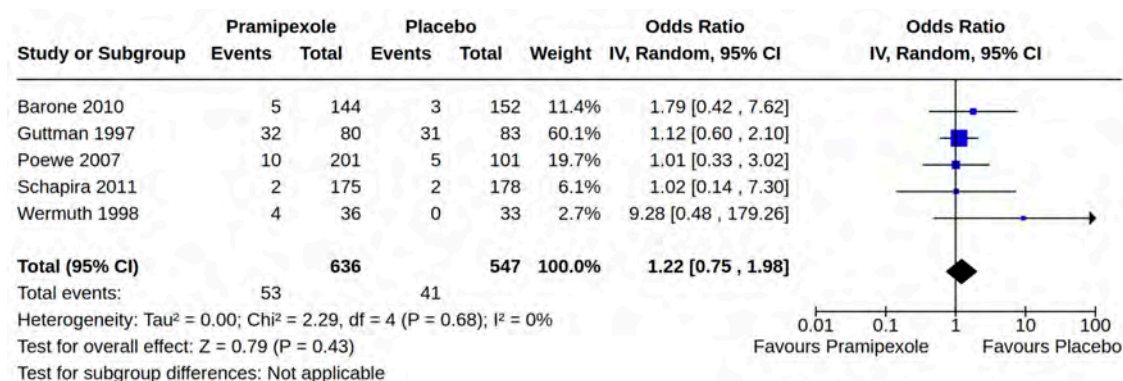 Pramipexole Placebo Odds Ratio Odds Ratio
Study or Subgroup Events Total Events Total Weight IV, Random, 95% CI IV, Random, 95% CI
Barone 2010 5 144 3 152 11.4% 1.79 [0.42 , 7.62]
Guttman 1997 32 80 31 83 60.1% 1.12 [0.60 , 2.10]
Poewe 2007 10 201 5 101 19.7% 1.01 [0.33 , 3.02]
Schapira 2011 2 175 2 178 6.1% 1.02 [0.14 , 7.30]
Wermuth 1998 4 36 0 33 2.7% 9.28 [0.48 , 179.26]
Total (95% CI) 636 547 100.0% 1.22 [0.75 , 1.98]
Total events: 53 41
Heterogeneity: Tau² = 0.00; Chi² = 2.29, df = 4 (P = 0.68); I² = 0%
0.01 0.1 1 10 100
Test for overall effect: Z = 0.79 (P = 0.43)
Favours Pramipexole Favours Placebo
Test for subgroup differences: Not applicable